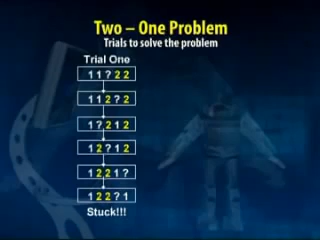 Two – One Problem
Trials to solve the problem
Trial One
1 1 ? 2 2
1 1 2 ? 2
1 ? 2 1 2
1 2 ? 1 2
1 2 2 1 ?
1 2 2 ? 1
Stuck!!!